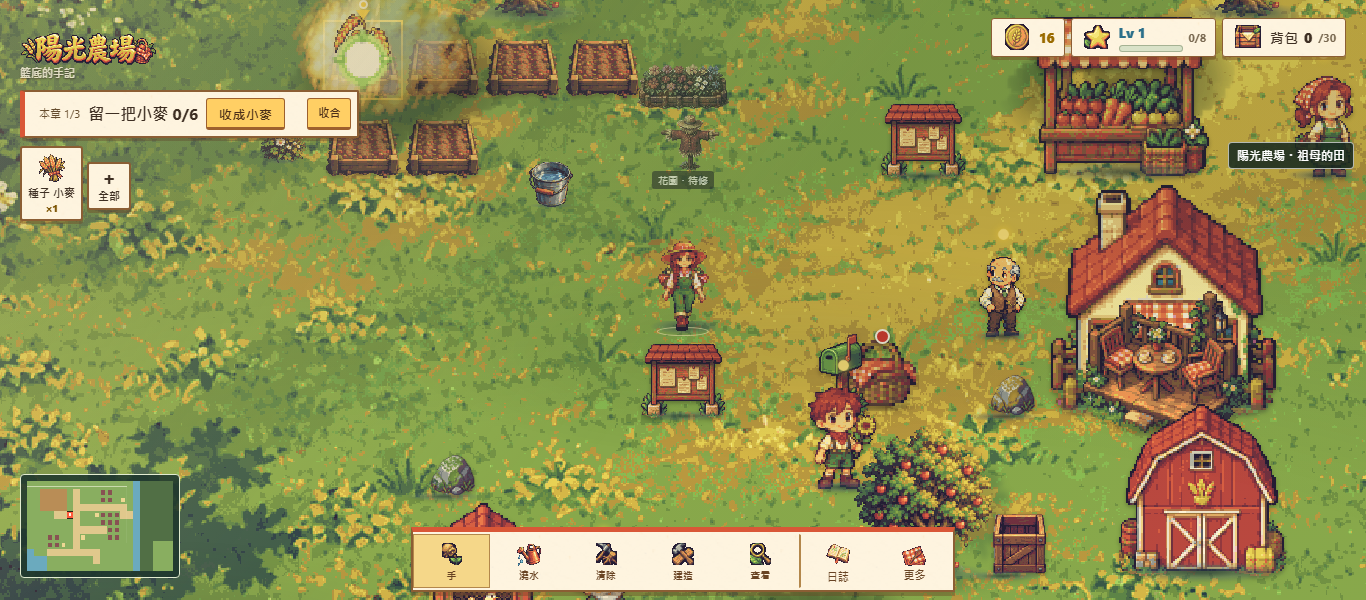 陽光農場
籃底的手記
本章 1/3 留一把小麥 0/6 收成小麥 收合
種子 小麥
×1
+
全部
16
Lv 1
0/8
背包 0 /30
陽光農場・祖母的田
花圃・待修
手
澆水
清除
建造
查看
日誌
更多